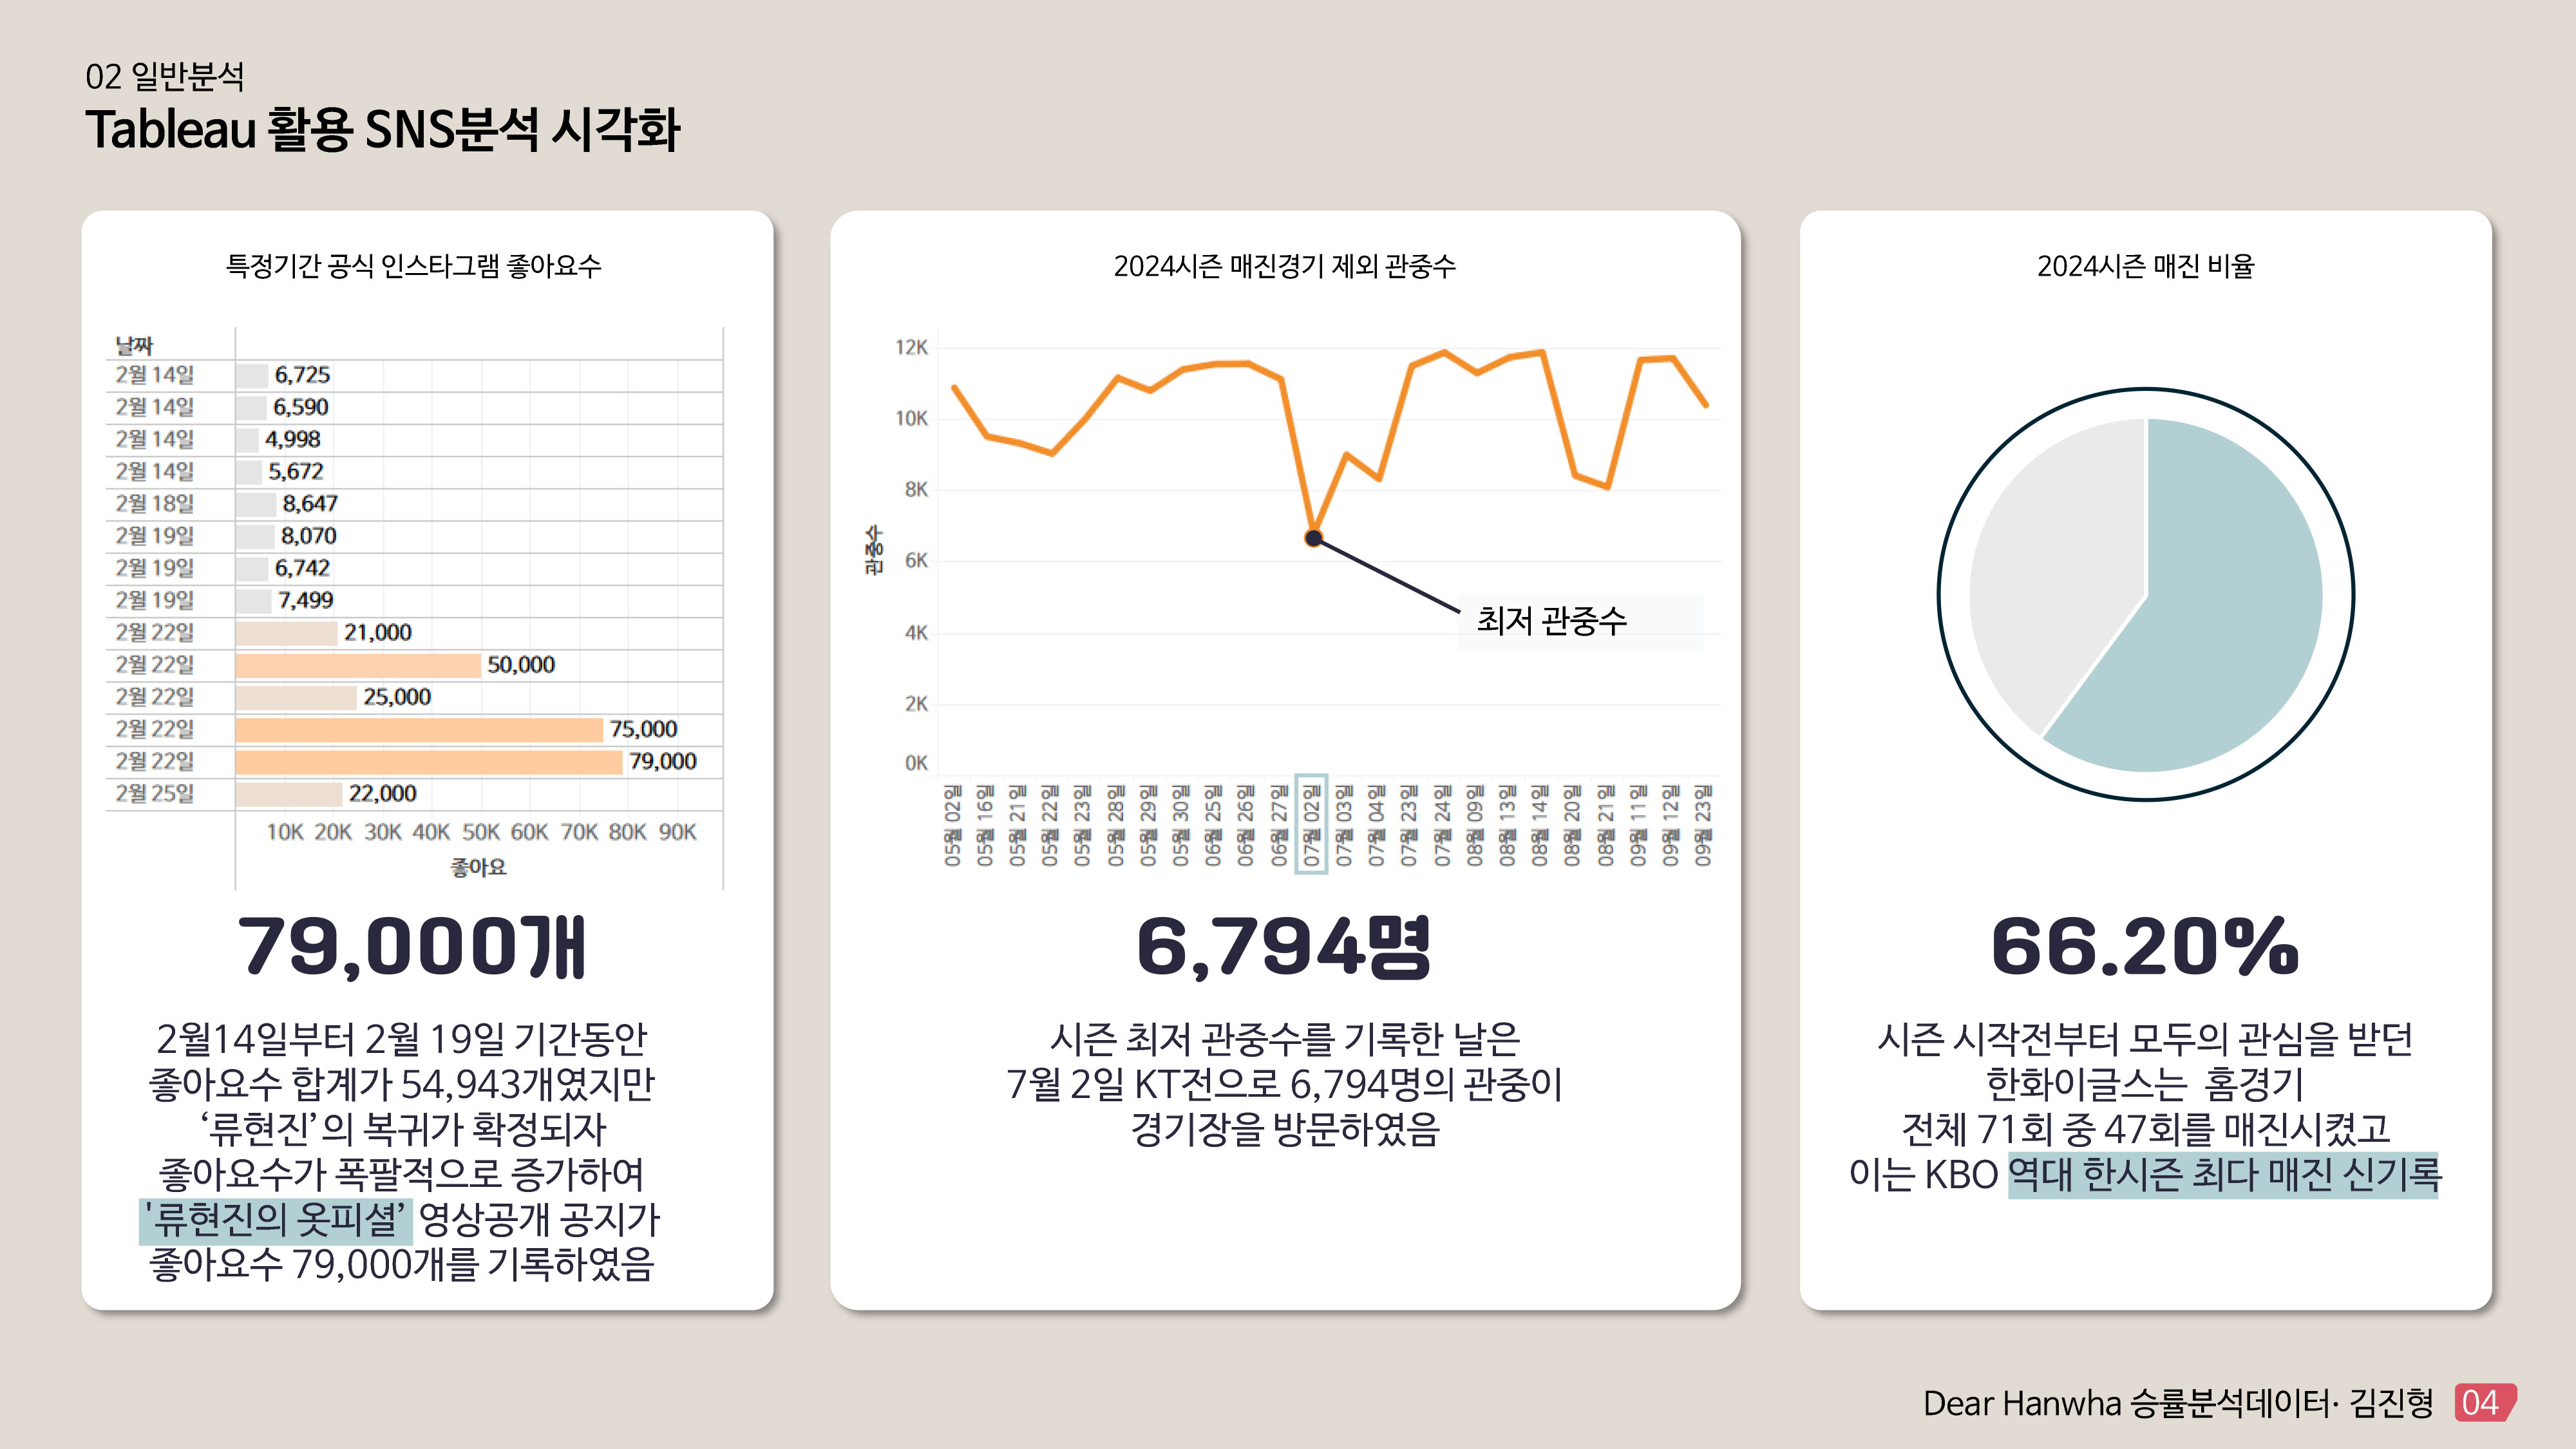 02 일반분석
Tableau 활용 SNS분석 시각화
특정기간 공식 인스타그램 좋아요수
날짜
2월 14일 6,725
2월 14일 6,590
2월 14일 4,998
2월 14일 5,672
2월 18일 8,647
2월 19일 8,070
2월 19일 6,742
2월 19일 7,499
2월 22일 21,000
2월 22일 50,000
2월 22일 25,000
2월 22일 75,000
2월 22일 79,000
2월 25일 22,000
10K 20K 30K 40K 50K 60K 70K 80K 90K
좋아요
79,000개
2월14일부터 2월 19일 기간동안
좋아요수 합계가 54,943개였지만
‘류현진’의 복귀가 확정되자
좋아요수가 폭팔적으로 증가하여
'류현진의 옷피셜’ 영상공개 공지가
좋아요수 79,000개를 기록하였음
2024시즌 매진경기 제외 관중수
관중수
12K
10K
8K
6K
4K
2K
0K
최저 관중수
05월 02일
05월 16일
05월 21일
05월 22일
05월 23일
05월 28일
05월 29일
05월 30일
06월 25일
06월 26일
06월 27일
07월 02일
07월 03일
07월 04일
07월 23일
07월 24일
08월 09일
08월 13일
08월 14일
08월 20일
08월 21일
09월 11일
09월 12일
09월 23일
6,794명
시즌 최저 관중수를 기록한 날은
7월 2일 KT전으로 6,794명의 관중이
경기장을 방문하였음
2024시즌 매진 비율
66.20%
시즌 시작전부터 모두의 관심을 받던
한화이글스는 홈경기
전체 71회 중 47회를 매진시켰고
이는 KBO 역대 한시즌 최다 매진 신기록
Dear Hanwha 승률분석데이터· 김진형 04